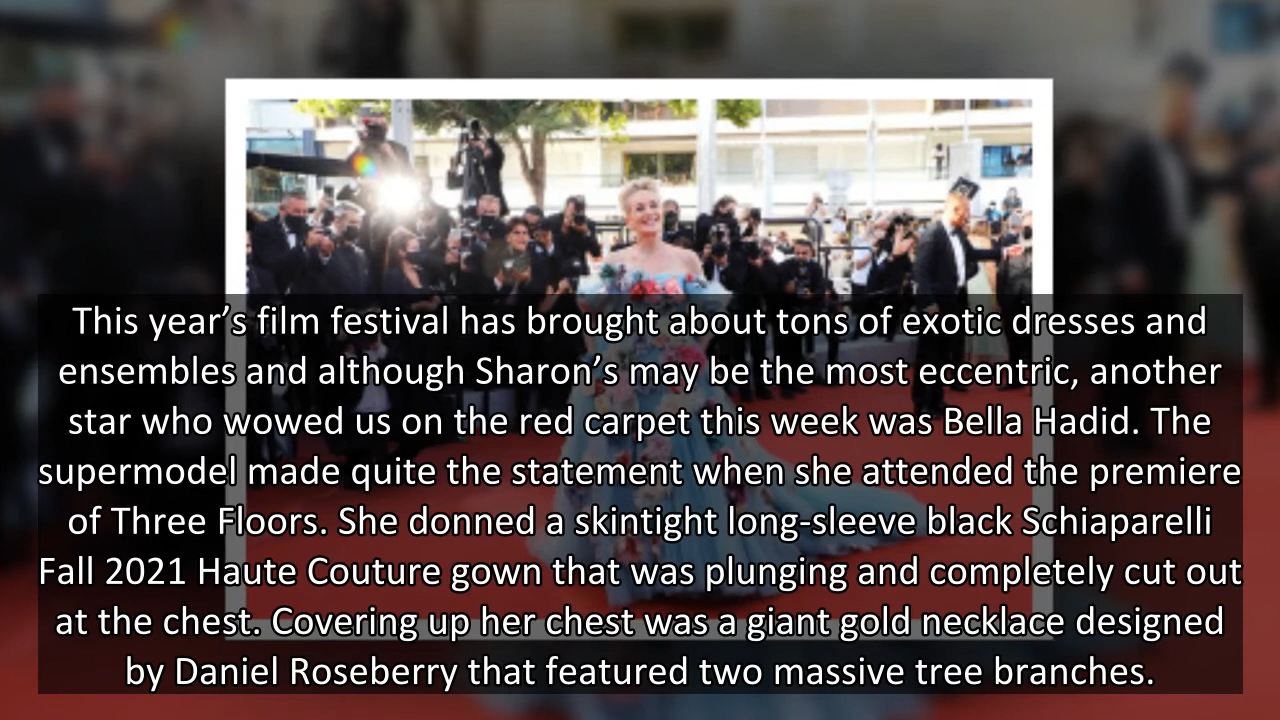 This year’s film festival has brought about tons of exotic dresses and
ensembles and although Sharon’s may be the most eccentric, another
star who wowed us on the red carpet this week was Bella Hadid. The
supermodel made quite the statement when she attended the premiere
of Three Floors. She donned a skintight long-sleeve black Schiaparelli
Fall 2021 Haute Couture gown that was plunging and completely cut out
at the chest. Covering up her chest was a giant gold necklace designed
by Daniel Roseberry that featured two massive tree branches.